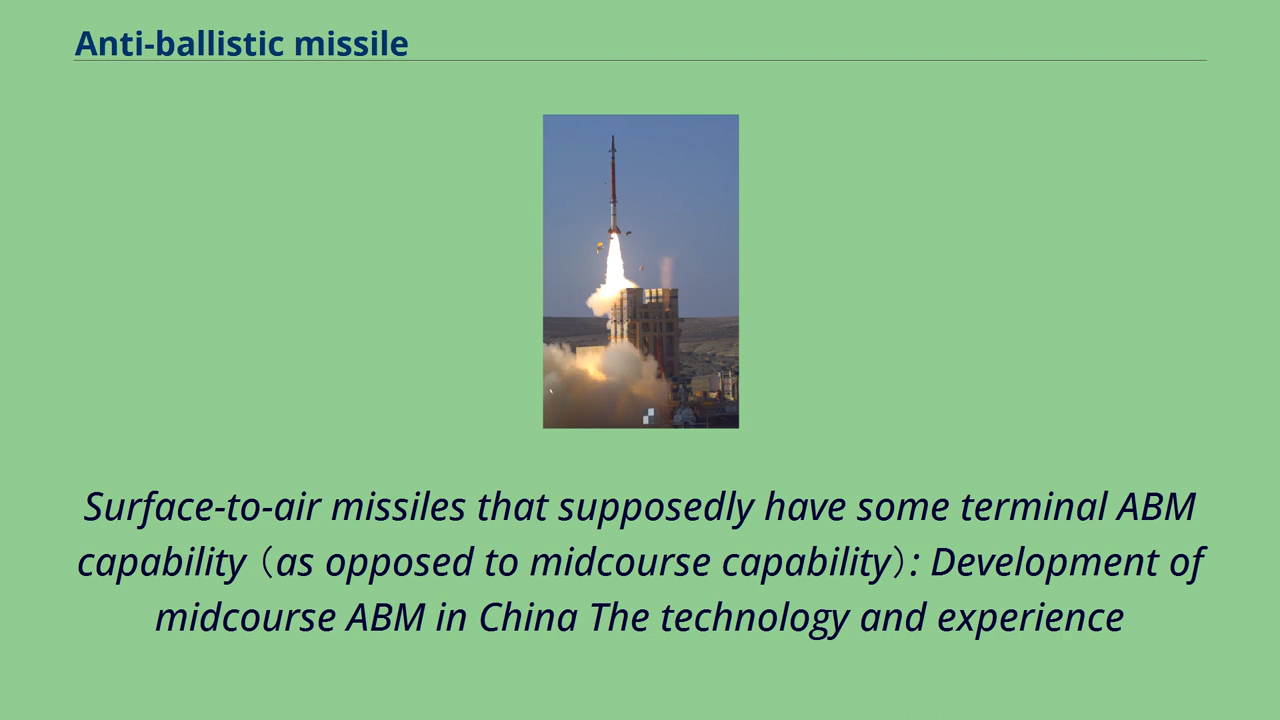 Anti-ballistic missile
Surface-to-air missiles that supposedly have some terminal ABM
capability（as opposed to midcourse capability）: Development of
midcourse ABM in China The technology and experience